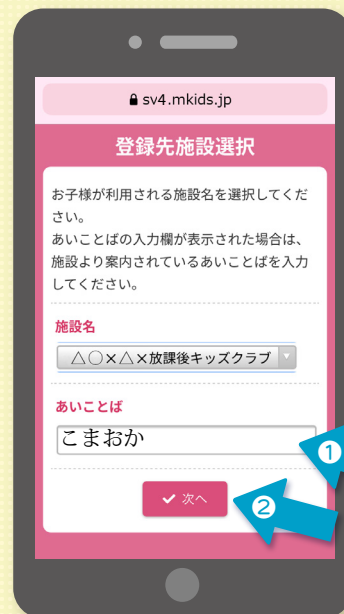 sv4.mkids.jp
登録先施設選択
お子様が利用される施設名を選択してくだ
さい。
あいことばの入力欄が表示された場合は、
施設より案内されているあいことばを入力
してください。
施設名
△○×△×放課後キッズクラブ
あいことば
こまおか
1
次へ
2